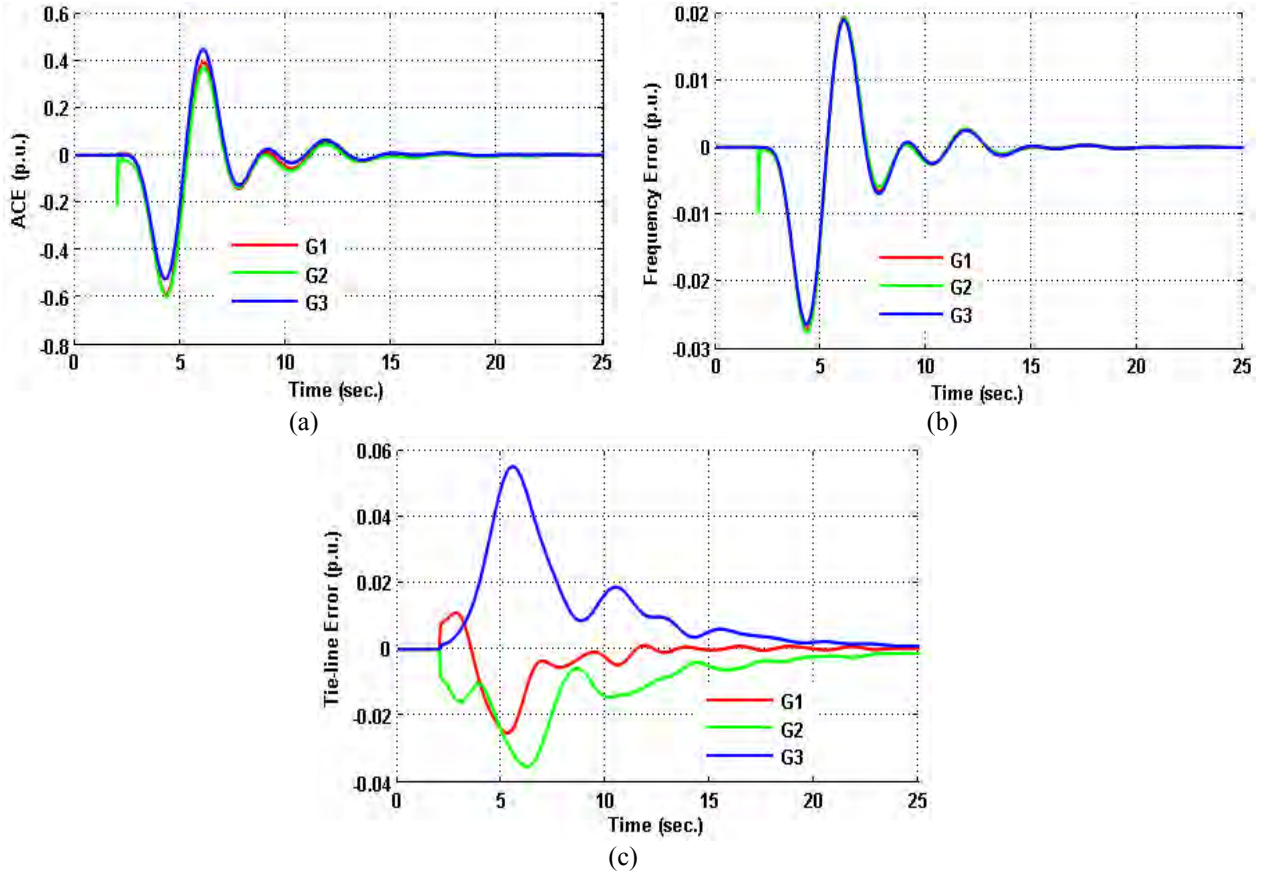 0.6
0.4
0.2
0
-0.2
-0.4
-0.6
-0.8
ACE (p.u.)
G1
G2
G3
0 5 10 15 20 25
Time (sec.)
(a)
0.02
0.01
0
-0.01
-0.02
-0.03
Frequency Error (p.u.)
G1
G2
G3
0 5 10 15 20 25
Time (sec.)
(b)
0.06
0.04
0.02
0
-0.02
-0.04
Tie-line Error (p.u.)
G1
G2
G3
0 5 10 15 20 25
Time (sec.)
(c)